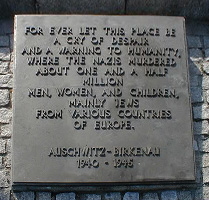 FOR EVER LET THIS PLACE BE
A CRY OF DESPAIR
AND A WARNING TO HUMANITY,
WHERE THE NAZIS MURDERED
ABOUT ONE AND A HALF
MILLION
MEN, WOMEN, AND CHILDREN,
MAINLY JEWS
FROM VARIOUS COUNTRIES
OF EUROPE.
AUSCHWITZ-BIRKENAU
1940 - 1945